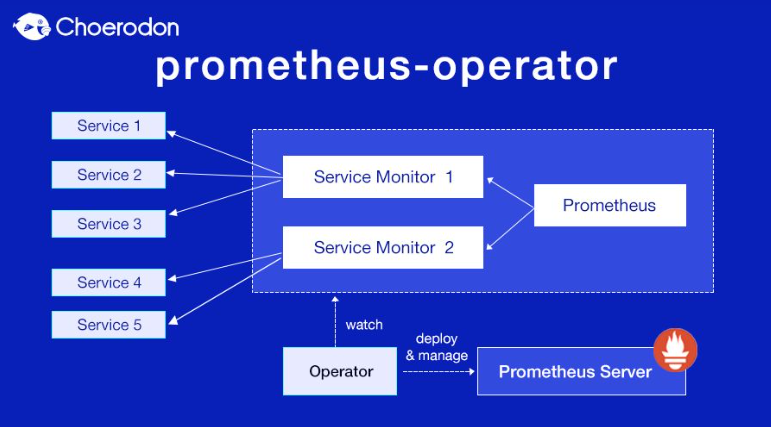 Choerodon
prometheus-operator
Service 1
Service 2
Service 3
Service 4
Service 5
Service Monitor 1
Service Monitor 2
Prometheus
watch
Operator
deploy
& manage
Prometheus Server